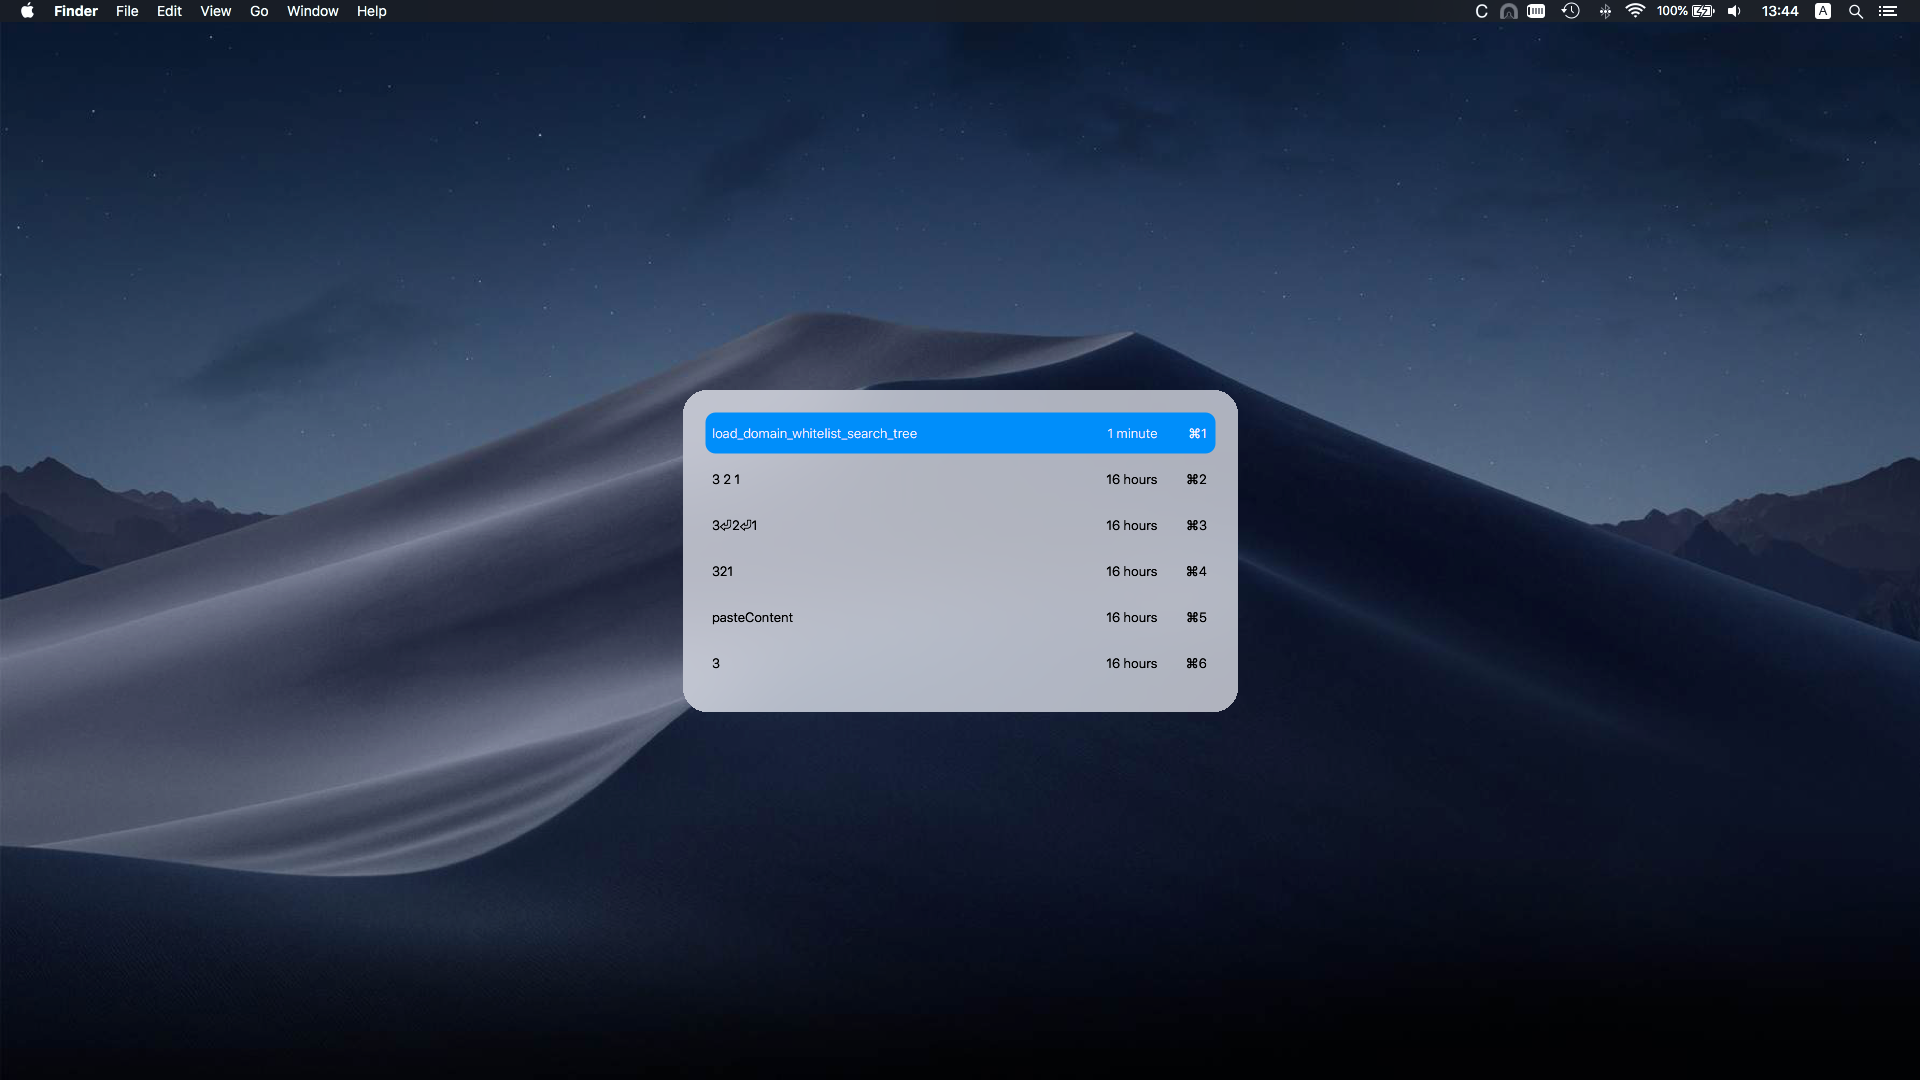 Finder File Edit View Go Window Help C 100% 13:44 A
load_domain_whitelist_search_tree 1 minute ⌘1
3 2 1 16 hours ⌘2
3⏎2⏎1 16 hours ⌘3
321 16 hours ⌘4
pasteContent 16 hours ⌘5
3 16 hours ⌘6